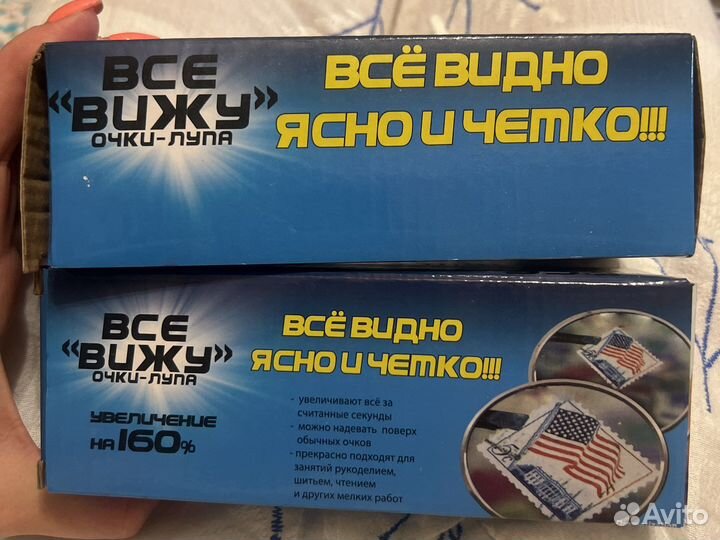 ВСЕ
«ВИЖУ»
ОЧКИ-ЛУПА
ВСЁ ВИДНО
ЯСНО И ЧЕТКО!!!
ВСЕ
«ВИЖУ»
ОЧКИ-ЛУПА
УВЕЛИЧЕНИЕ
НА 160%
ВСЁ ВИДНО
ЯСНО И ЧЕТКО!!!
- увеличивают всё за
считанные секунды
- можно надевать поверх
обычных очков
- прекрасно подходят для
занятий рукоделием,
шитьем, чтением
и других мелких работ
Avito